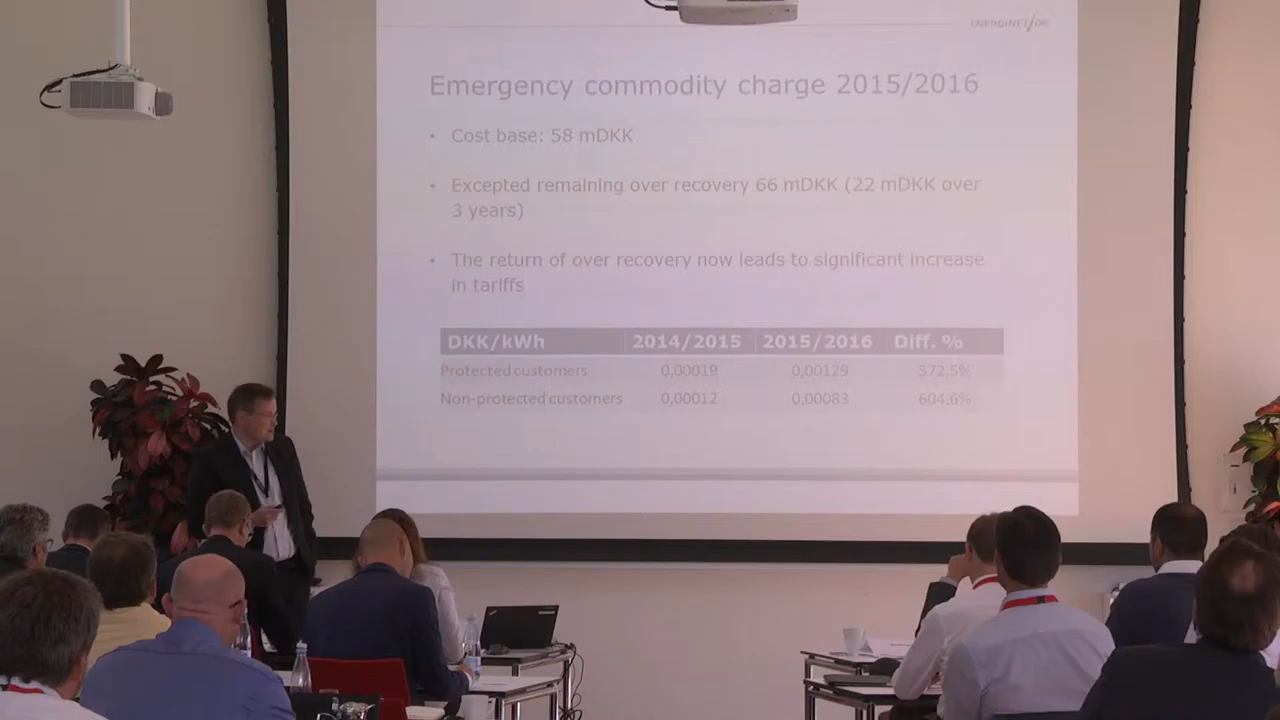 ENERGINET/DK
Emergency commodity charge 2015/2016
• Cost base: 58 mDKK
• Excepted remaining over recovery 66 mDKK (22 mDKK over
3 years)
• The return of over recovery now leads to significant increase
in tariffs
DKK/kWh 2014/2015 2015/2016 Diff. %
Protected customers 0,00019 0,00129 572,5%
Non-protected customers 0,00012 0,00083 604,6%